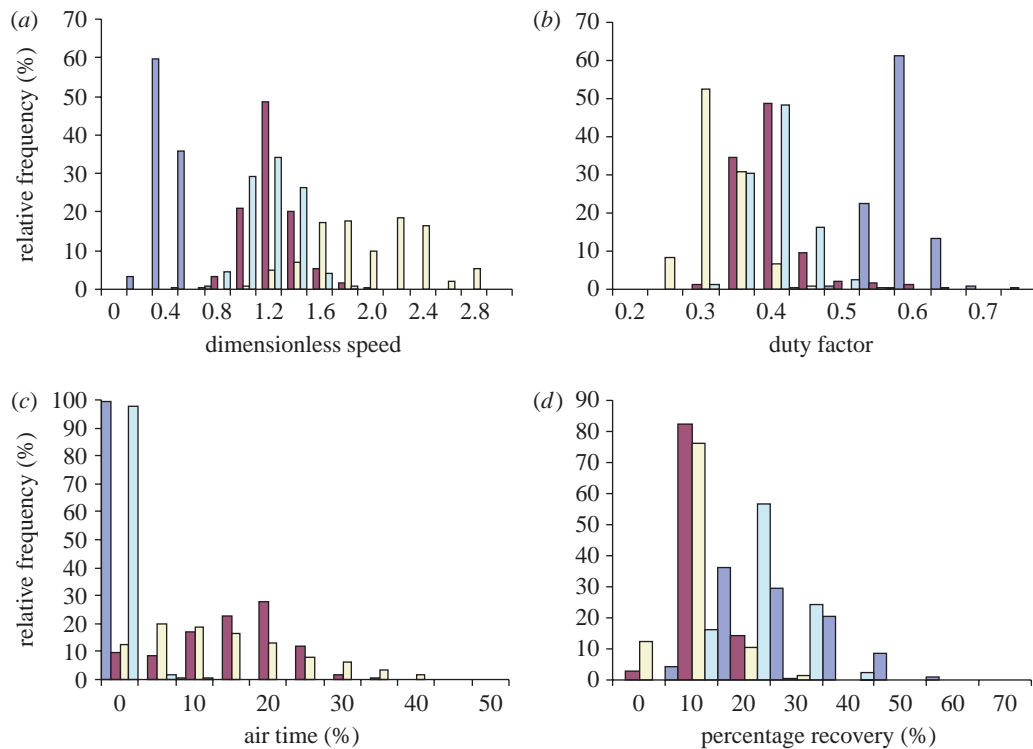 (a)
70
60
50
40
30
20
10
0
relative frequency (%)
0 0.4 0.8 1.2 1.6 2.0 2.4 2.8
dimensionless speed
(b)
70
60
50
40
30
20
10
0
0.2 0.3 0.4 0.5 0.6 0.7
duty factor
(c)
100
90
80
70
60
50
40
30
20
10
0
relative frequency (%)
0 10 20 30 40 50
air time (%)
(d)
90
80
70
60
50
40
30
20
10
0
0 10 20 30 40 50 60 70
percentage recovery (%)